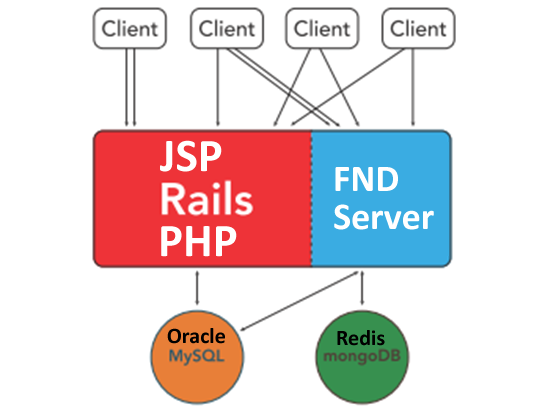 Client Client Client Client
JSP
Rails
PHP
FND
Server
Oracle
MySQL
Redis
mongoDB